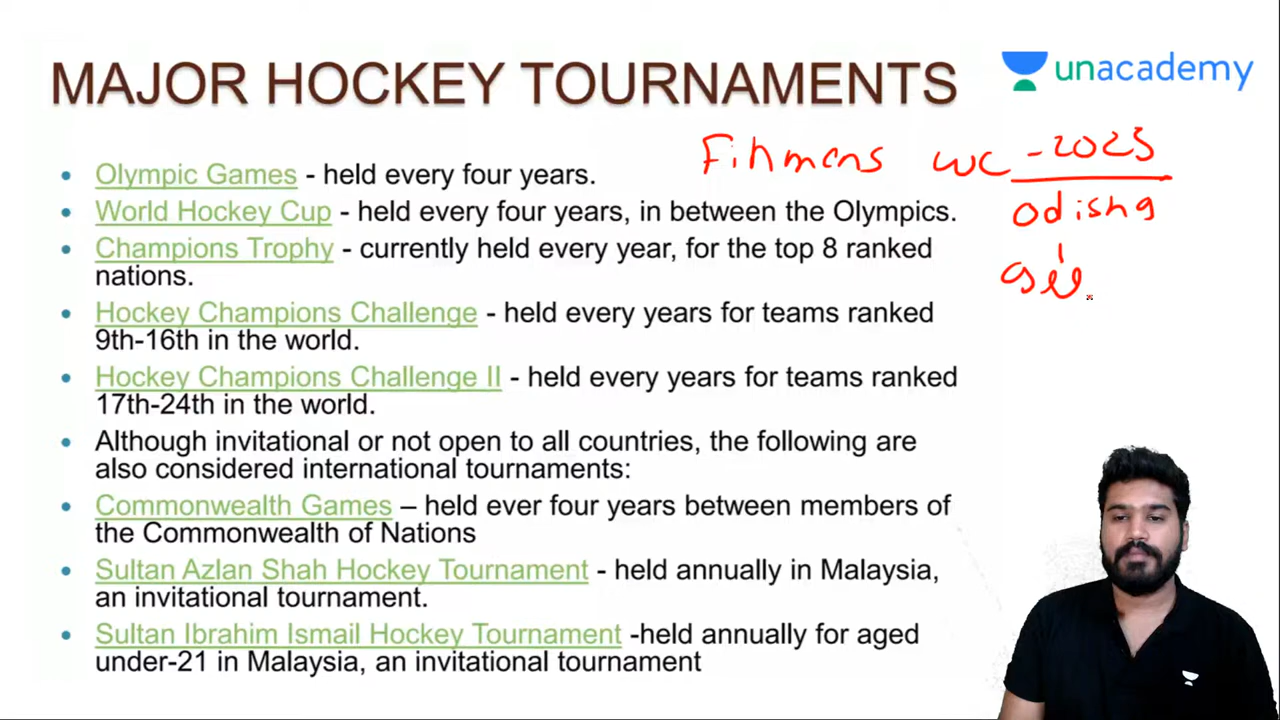 MAJOR HOCKEY TOURNAMENTS
unacademy
Fihmens WC - 2023
Odisha
Olympic Games - held every four years.
World Hockey Cup - held every four years, in between the Olympics.
Champions Trophy - currently held every year, for the top 8 ranked
nations.
Hockey Champions Challenge - held every years for teams ranked
9th-16th in the world.
Hockey Champions Challenge II - held every years for teams ranked
17th-24th in the world.
Although invitational or not open to all countries, the following are
also considered international tournaments:
Commonwealth Games – held ever four years between members of
the Commonwealth of Nations
Sultan Azlan Shah Hockey Tournament - held annually in Malaysia,
an invitational tournament.
Sultan Ibrahim Ismail Hockey Tournament -held annually for aged
under-21 in Malaysia, an invitational tournament